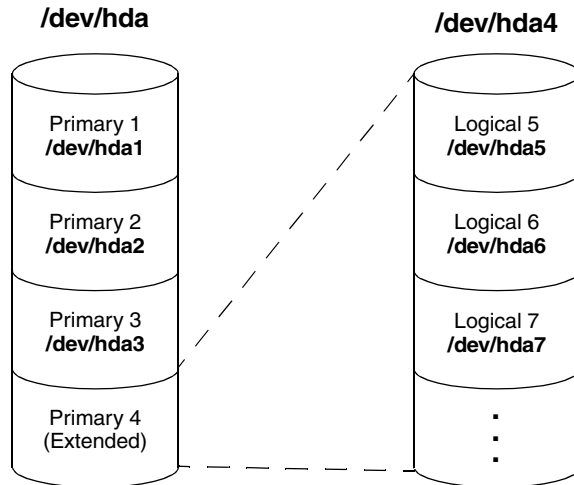 /dev/hda
Primary 1
/dev/hda1
Primary 2
/dev/hda2
Primary 3
/dev/hda3
Primary 4
(Extended)
/dev/hda4
Logical 5
/dev/hda5
Logical 6
/dev/hda6
Logical 7
/dev/hda7
.
.
.